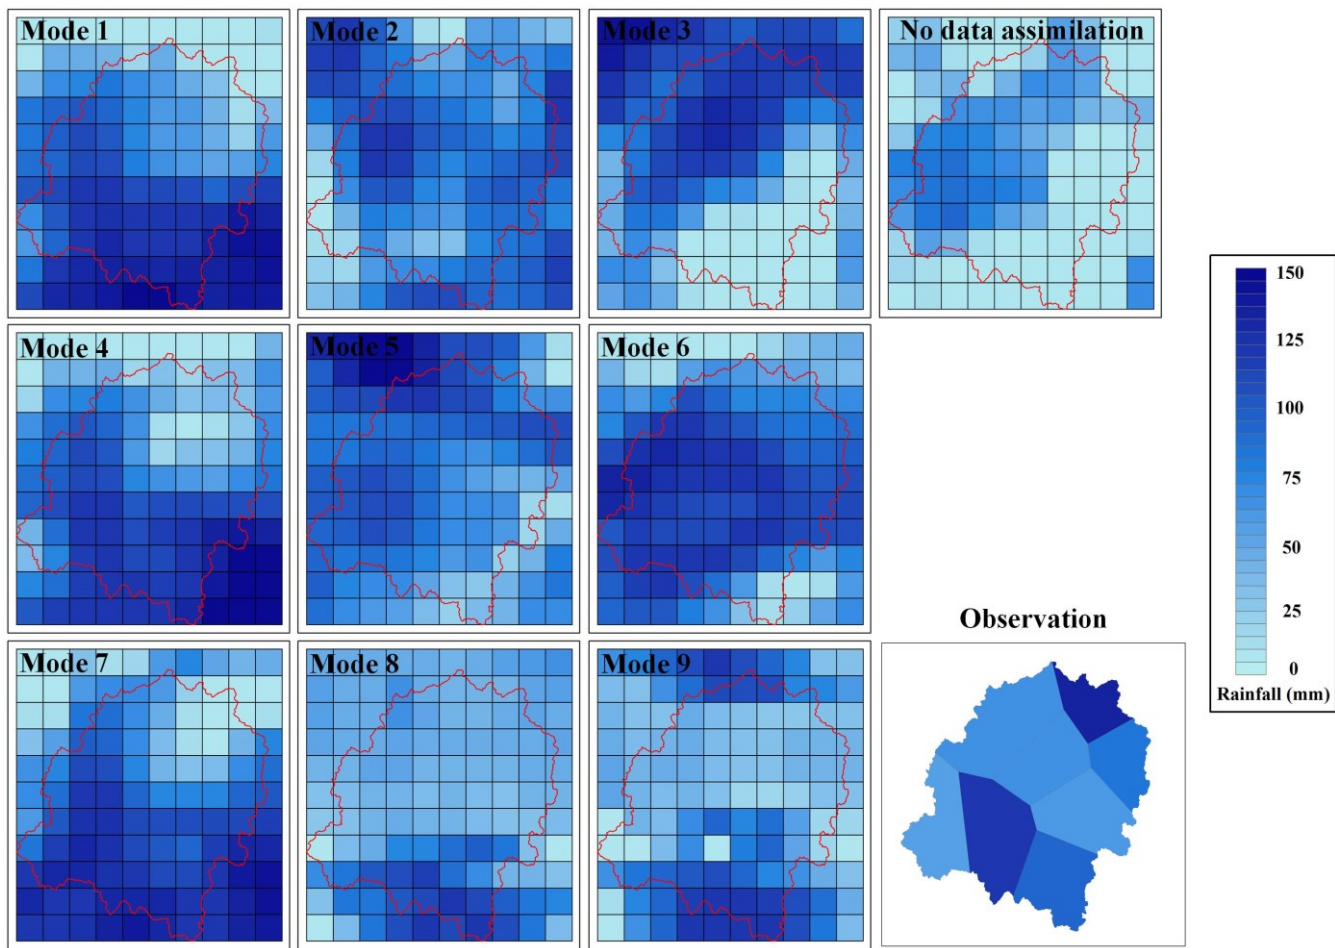 Mode 1
Mode 2
Mode 3
No data assimilation
Mode 4
Mode 5
Mode 6
Mode 7
Mode 8
Mode 9
Observation
150
125
100
75
50
25
0
Rainfall (mm)